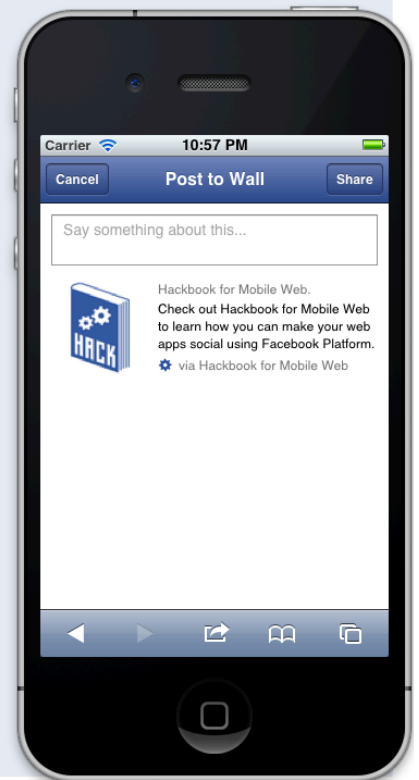 Carrier 10:57 PM
Cancel Post to Wall Share
Say something about this...
Hackbook for Mobile Web.
Check out Hackbook for Mobile Web
to learn how you can make your web
apps social using Facebook Platform.
HACK
via Hackbook for Mobile Web